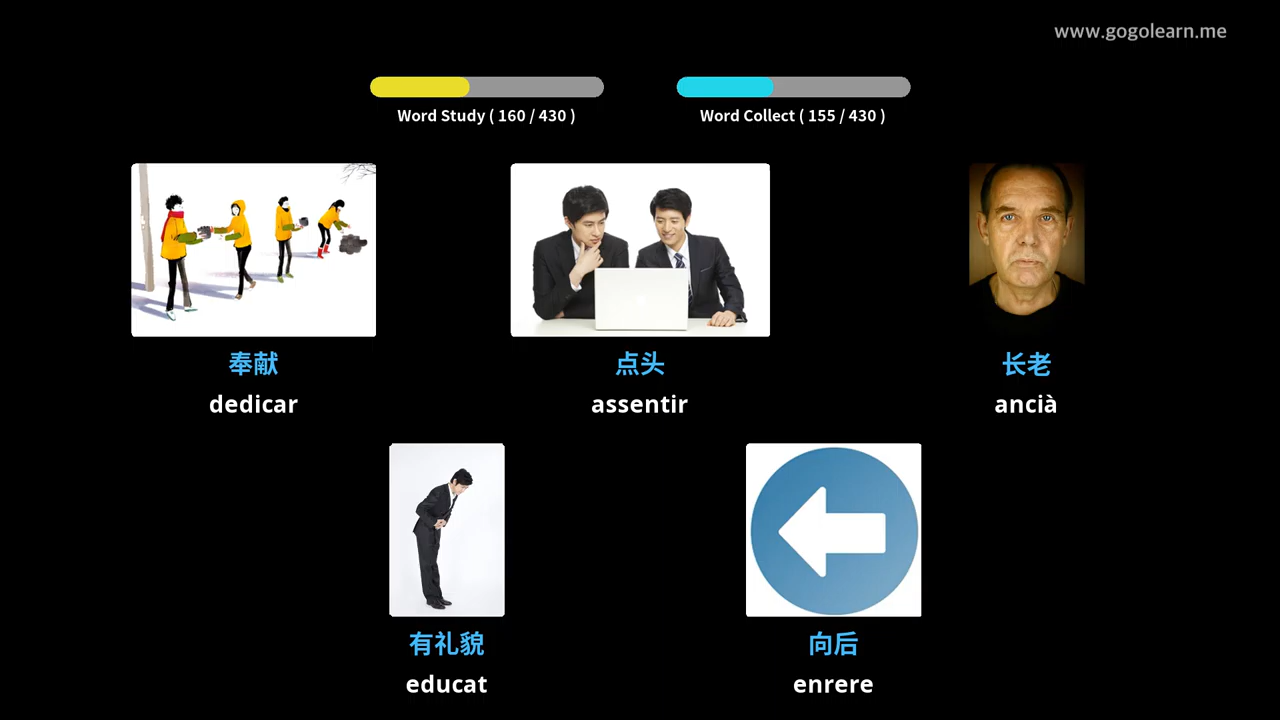 www.gogolearn.me
Word Study ( 160 / 430 )
Word Collect ( 155 / 430 )
奉献
dedicar
点头
assentir
长老
ancià
有礼貌
educat
向后
enrere